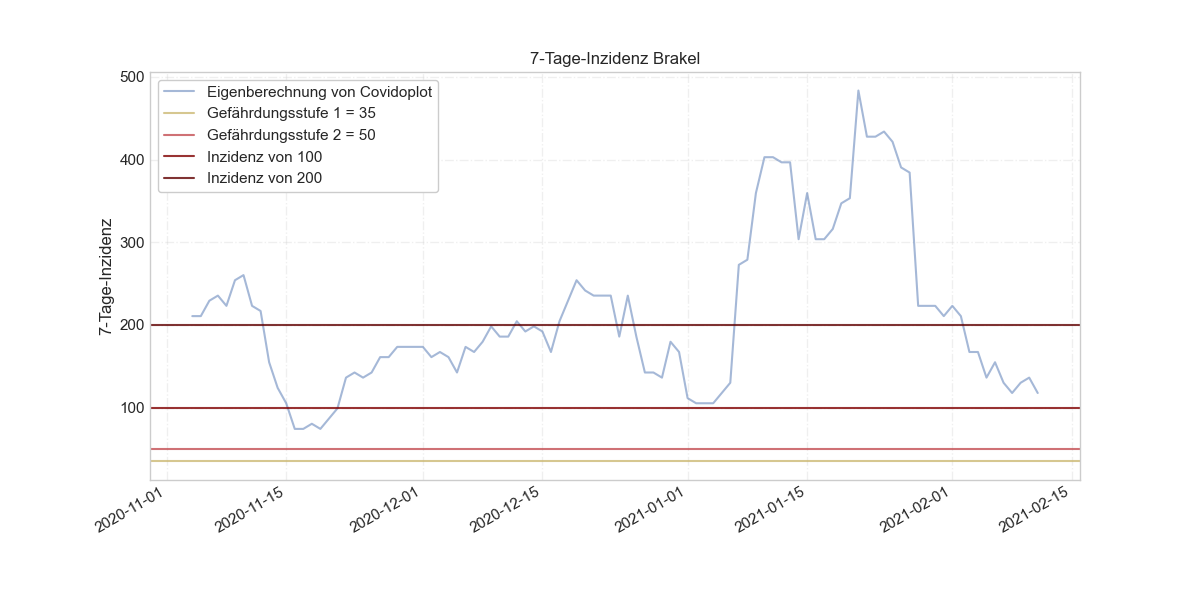 7-Tage-Inzidenz Brakel
500
400
300
200
100
7-Tage-Inzidenz
Eigenberechnung von Covidoplot
Gefährdungsstufe 1 = 35
Gefährdungsstufe 2 = 50
Inzidenz von 100
Inzidenz von 200
2020-11-01
2020-11-15
2020-12-01
2020-12-15
2021-01-01
2021-01-15
2021-02-01
2021-02-15